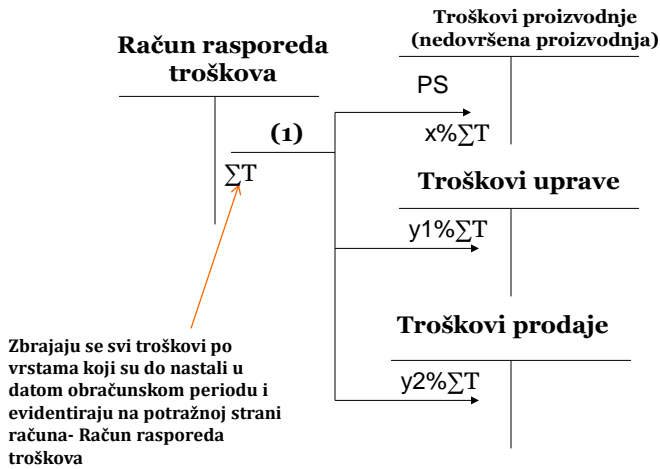 Račun rasporeda
troškova
Troškovi proizvodnje
(nedovršena proizvodnja)
PS
(1)
x%∑T
∑T
Troškovi uprave
y1%∑T
Troškovi prodaje
y2%∑T
Zbrajaju se svi troškovi po
vrstama koji su do nastali u
datom obračunskom periodu i
evidentiraju na potražnoj strani
računa- Račun rasporeda
troškova